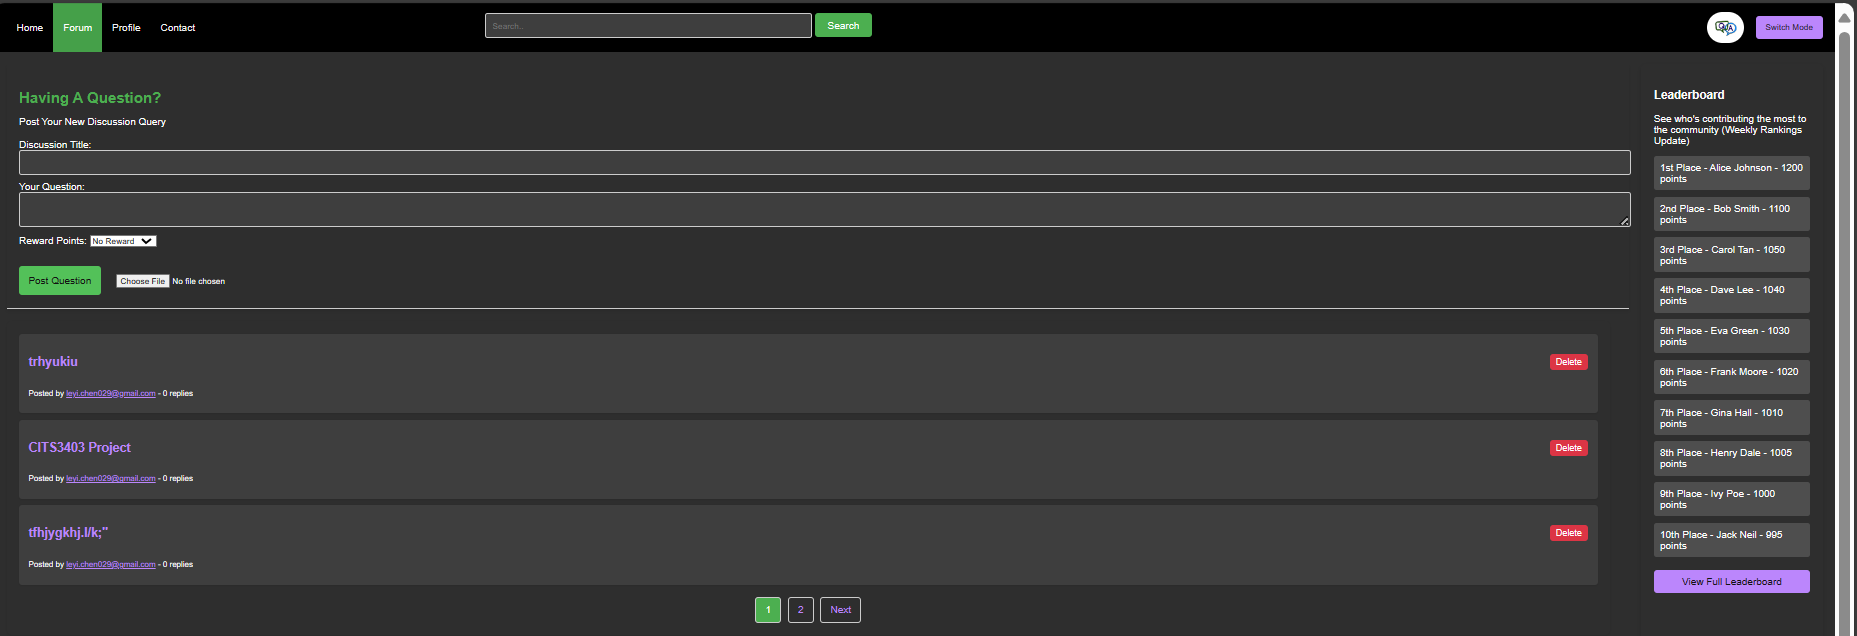 Home Forum Profile Contact Search... Search Q/A Switch Mode
Having A Question?
Post Your New Discussion Query
Discussion Title:
Your Question:
Reward Points: No Reward
Post Question Choose File No file chosen
trhyukiu Delete
Posted by leyi.chen029@gmail.com - 0 replies
CITS3403 Project Delete
Posted by leyi.chen029@gmail.com - 0 replies
tfhjygkhj.l/k;" Delete
Posted by leyi.chen029@gmail.com - 0 replies
1 2 Next
Leaderboard
See who's contributing the most to
the community (Weekly Rankings
Update)
1st Place - Alice Johnson - 1200
points
2nd Place - Bob Smith - 1100
points
3rd Place - Carol Tan - 1050
points
4th Place - Dave Lee - 1040
points
5th Place - Eva Green - 1030
points
6th Place - Frank Moore - 1020
points
7th Place - Gina Hall - 1010
points
8th Place - Henry Dale - 1005
points
9th Place - Ivy Poe - 1000
points
10th Place - Jack Neil - 995
points
View Full Leaderboard